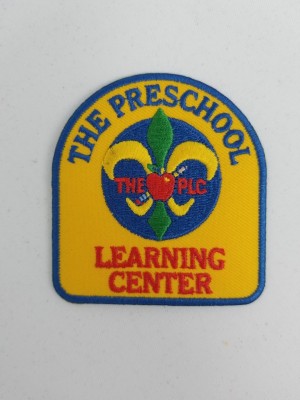 THE PRESCHOOL
THE PLC
LEARNING
CENTER